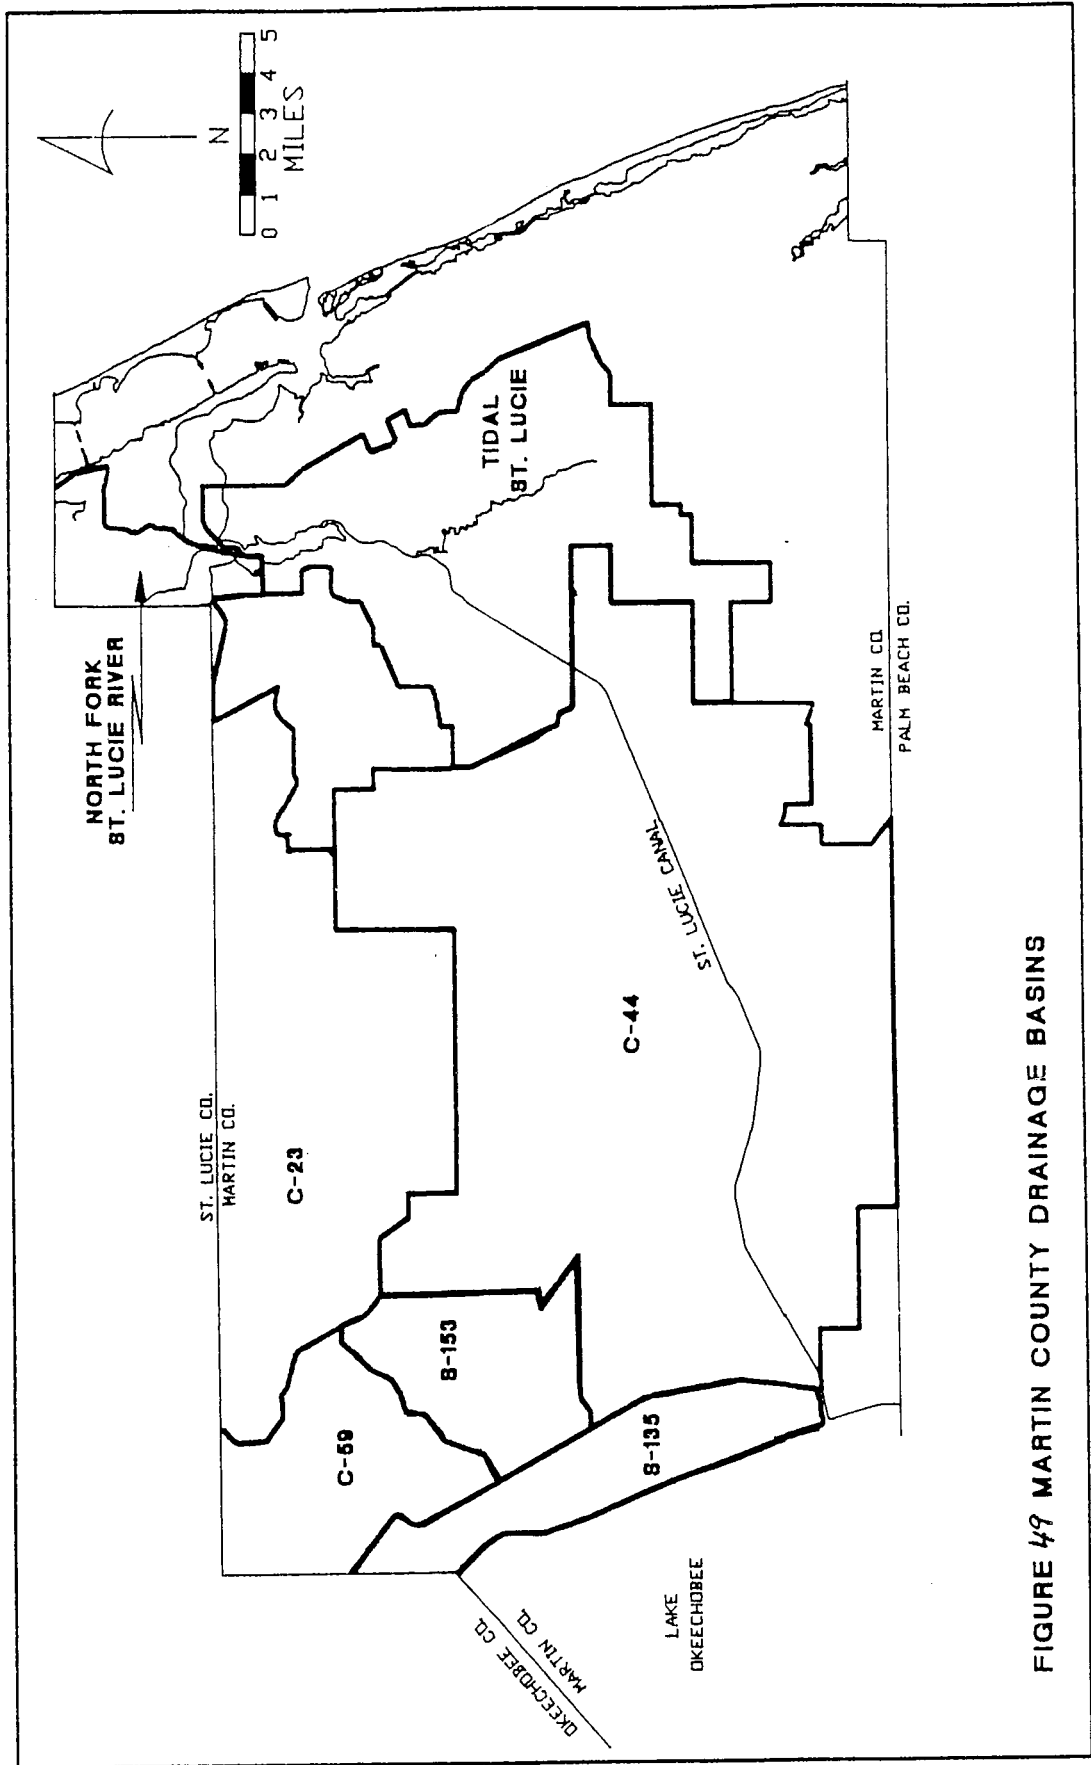 N
0 1 2 3 4 5
MILES
NORTH FORK
ST. LUCIE RIVER
TIDAL
ST. LUCIE
ST. LUCIE CO.
MARTIN CO.
C-23
C-59
S-153
S-135
C-44
ST. LUCIE CANAL
MARTIN CO.
PALM BEACH CO.
OKEECHOBEE CO.
MARTIN CO.
LAKE
OKEECHOBEE
FIGURE 49 MARTIN COUNTY DRAINAGE BASINS